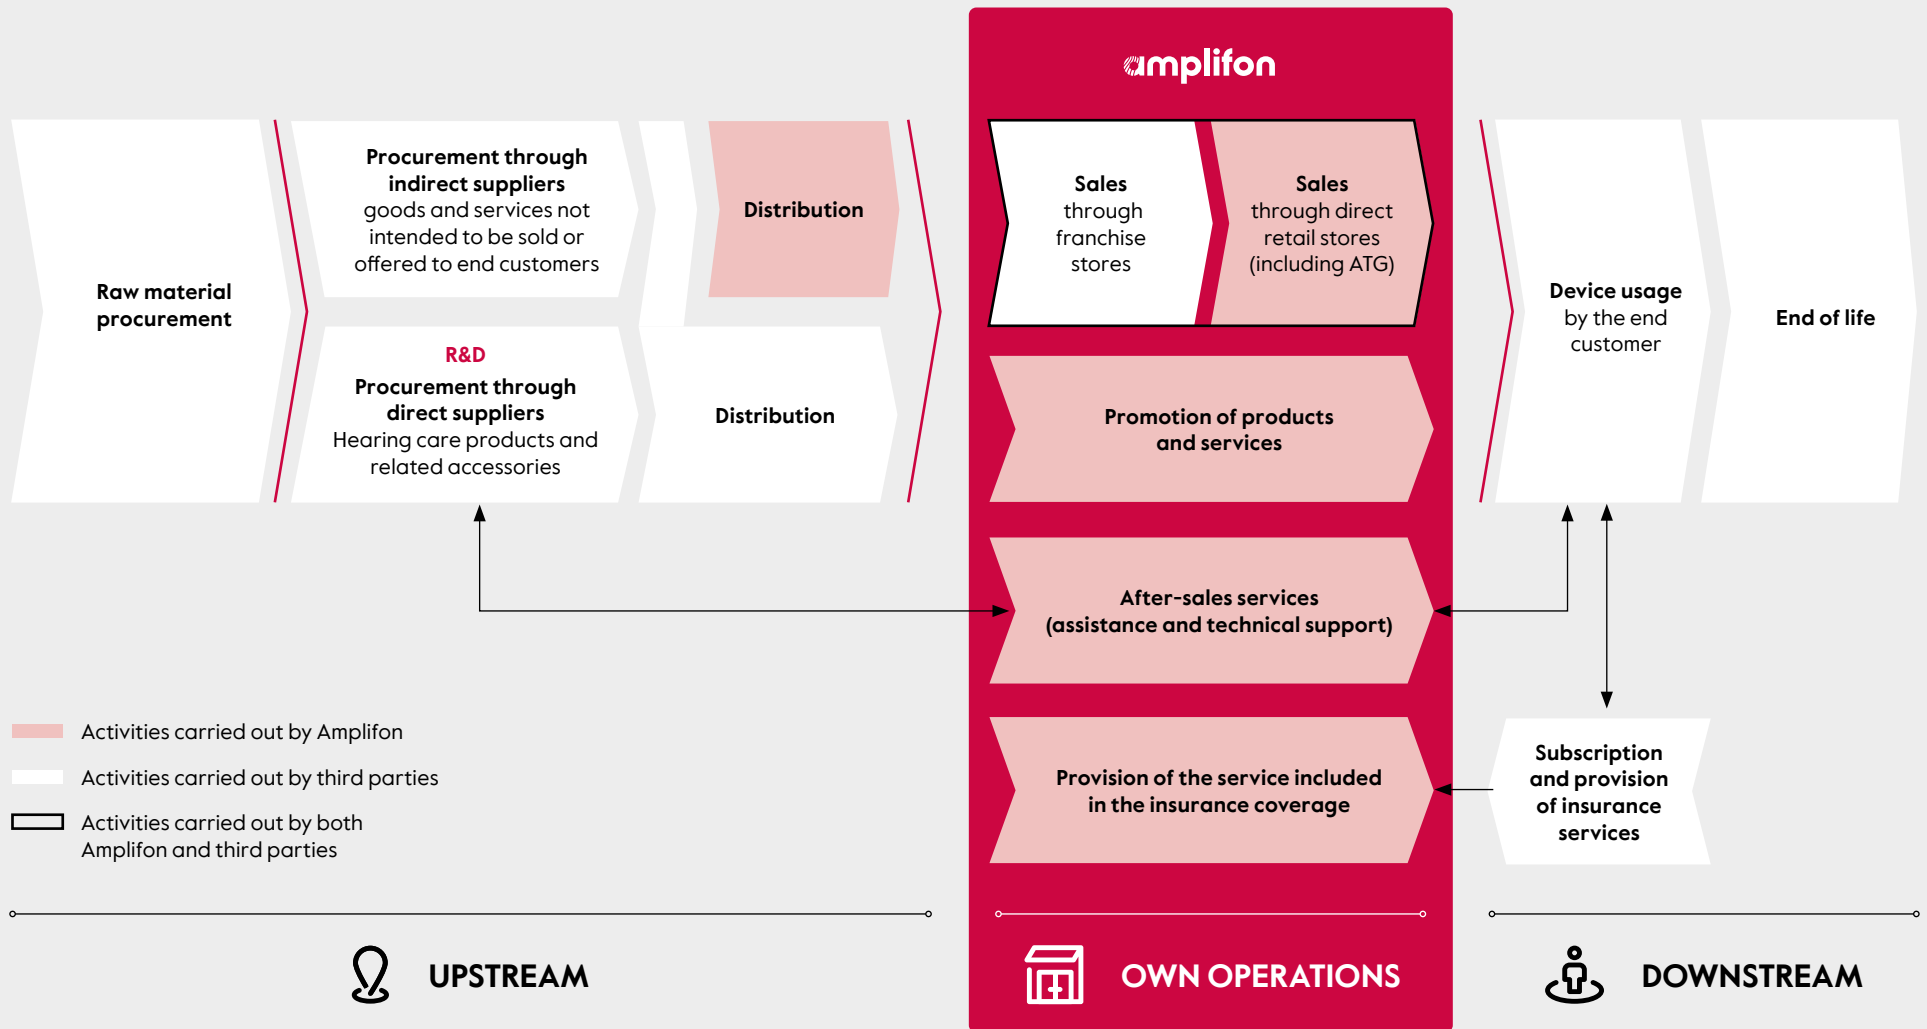 amplifon
Raw material
procurement
Procurement through
indirect suppliers
goods and services not
intended to be sold or
offered to end customers
Distribution
R&D
Procurement through
direct suppliers
Hearing care products and
related accessories
Distribution
Sales
through
franchise
stores
Sales
through direct
retail stores
(including ATG)
Promotion of products
and services
After-sales services
(assistance and technical support)
Provision of the service included
in the insurance coverage
Device usage
by the end
customer
End of life
Subscription
and provision
of insurance
services
Activities carried out by Amplifon
Activities carried out by third parties
Activities carried out by both
Amplifon and third parties
UPSTREAM
OWN OPERATIONS
DOWNSTREAM